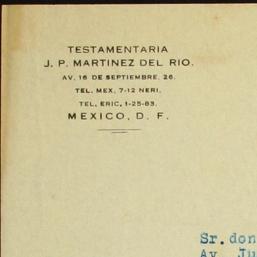 TESTAMENTARIA
J. P. MARTINEZ DEL RIO.
AV. 16 DE SEPTIEMBRE, 26.
TEL. MEX. 7-12 NERI.
TEL. ERIC. 1-25-83.
MEXICO, D. F.
Sr. don
Av. Ju